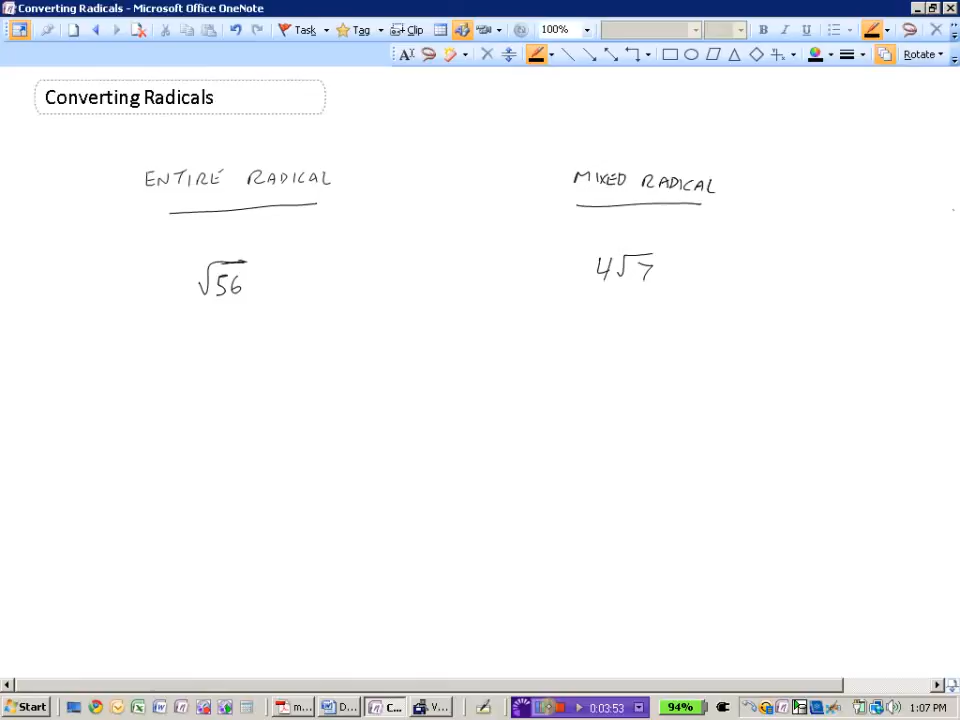 Converting Radicals - Microsoft Office OneNote
Task Tag Clip 100% B I U
Rotate
Converting Radicals
ENTIRE RADICAL MIXED RADICAL
√56 4√7
Start m... D... C... V... 0:03:53 94% 1:07 PM